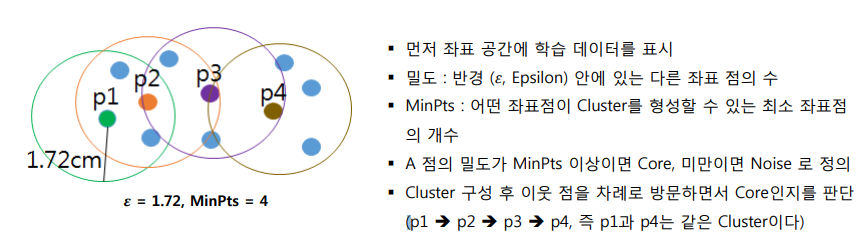 p1
p2
p3
p4
1.72cm
ε = 1.72, MinPts = 4
▪ 먼저 좌표 공간에 학습 데이터를 표시
▪ 밀도 : 반경 (ε, Epsilon) 안에 있는 다른 좌표 점의 수
▪ MinPts : 어떤 좌표점이 Cluster를 형성할 수 있는 최소 좌표점
의 개수
▪ A 점의 밀도가 MinPts 이상이면 Core, 미만이면 Noise 로 정의
▪ Cluster 구성 후 이웃 점을 차례로 방문하면서 Core인지를 판단
(p1 ➔ p2 ➔ p3 ➔ p4, 즉 p1과 p4는 같은 Cluster이다)